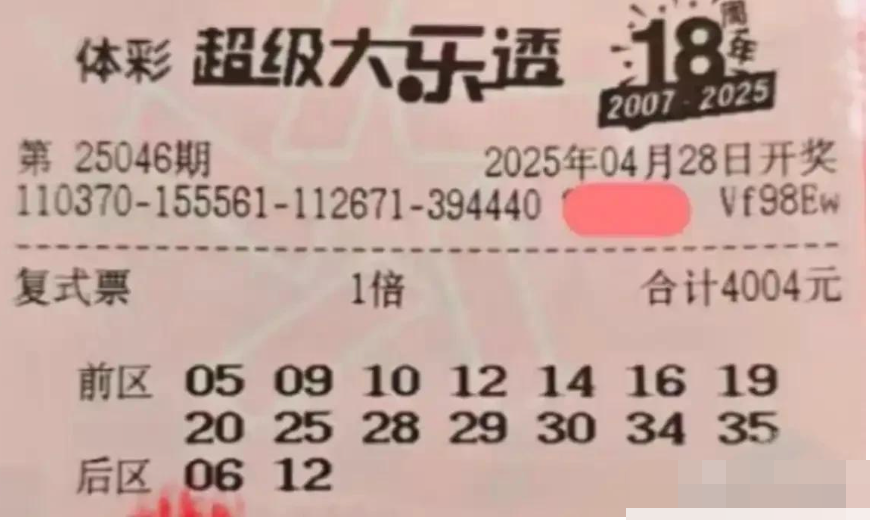 体彩 超级大乐透 18周年
2007-2025
第 25046期 2025年04月28日开奖
110370-155561-112671-394440 Vf98Ew
复式票 1倍 合计4004元
前区 05 09 10 12 14 16 19
20 25 28 29 30 34 35
后区 06 12